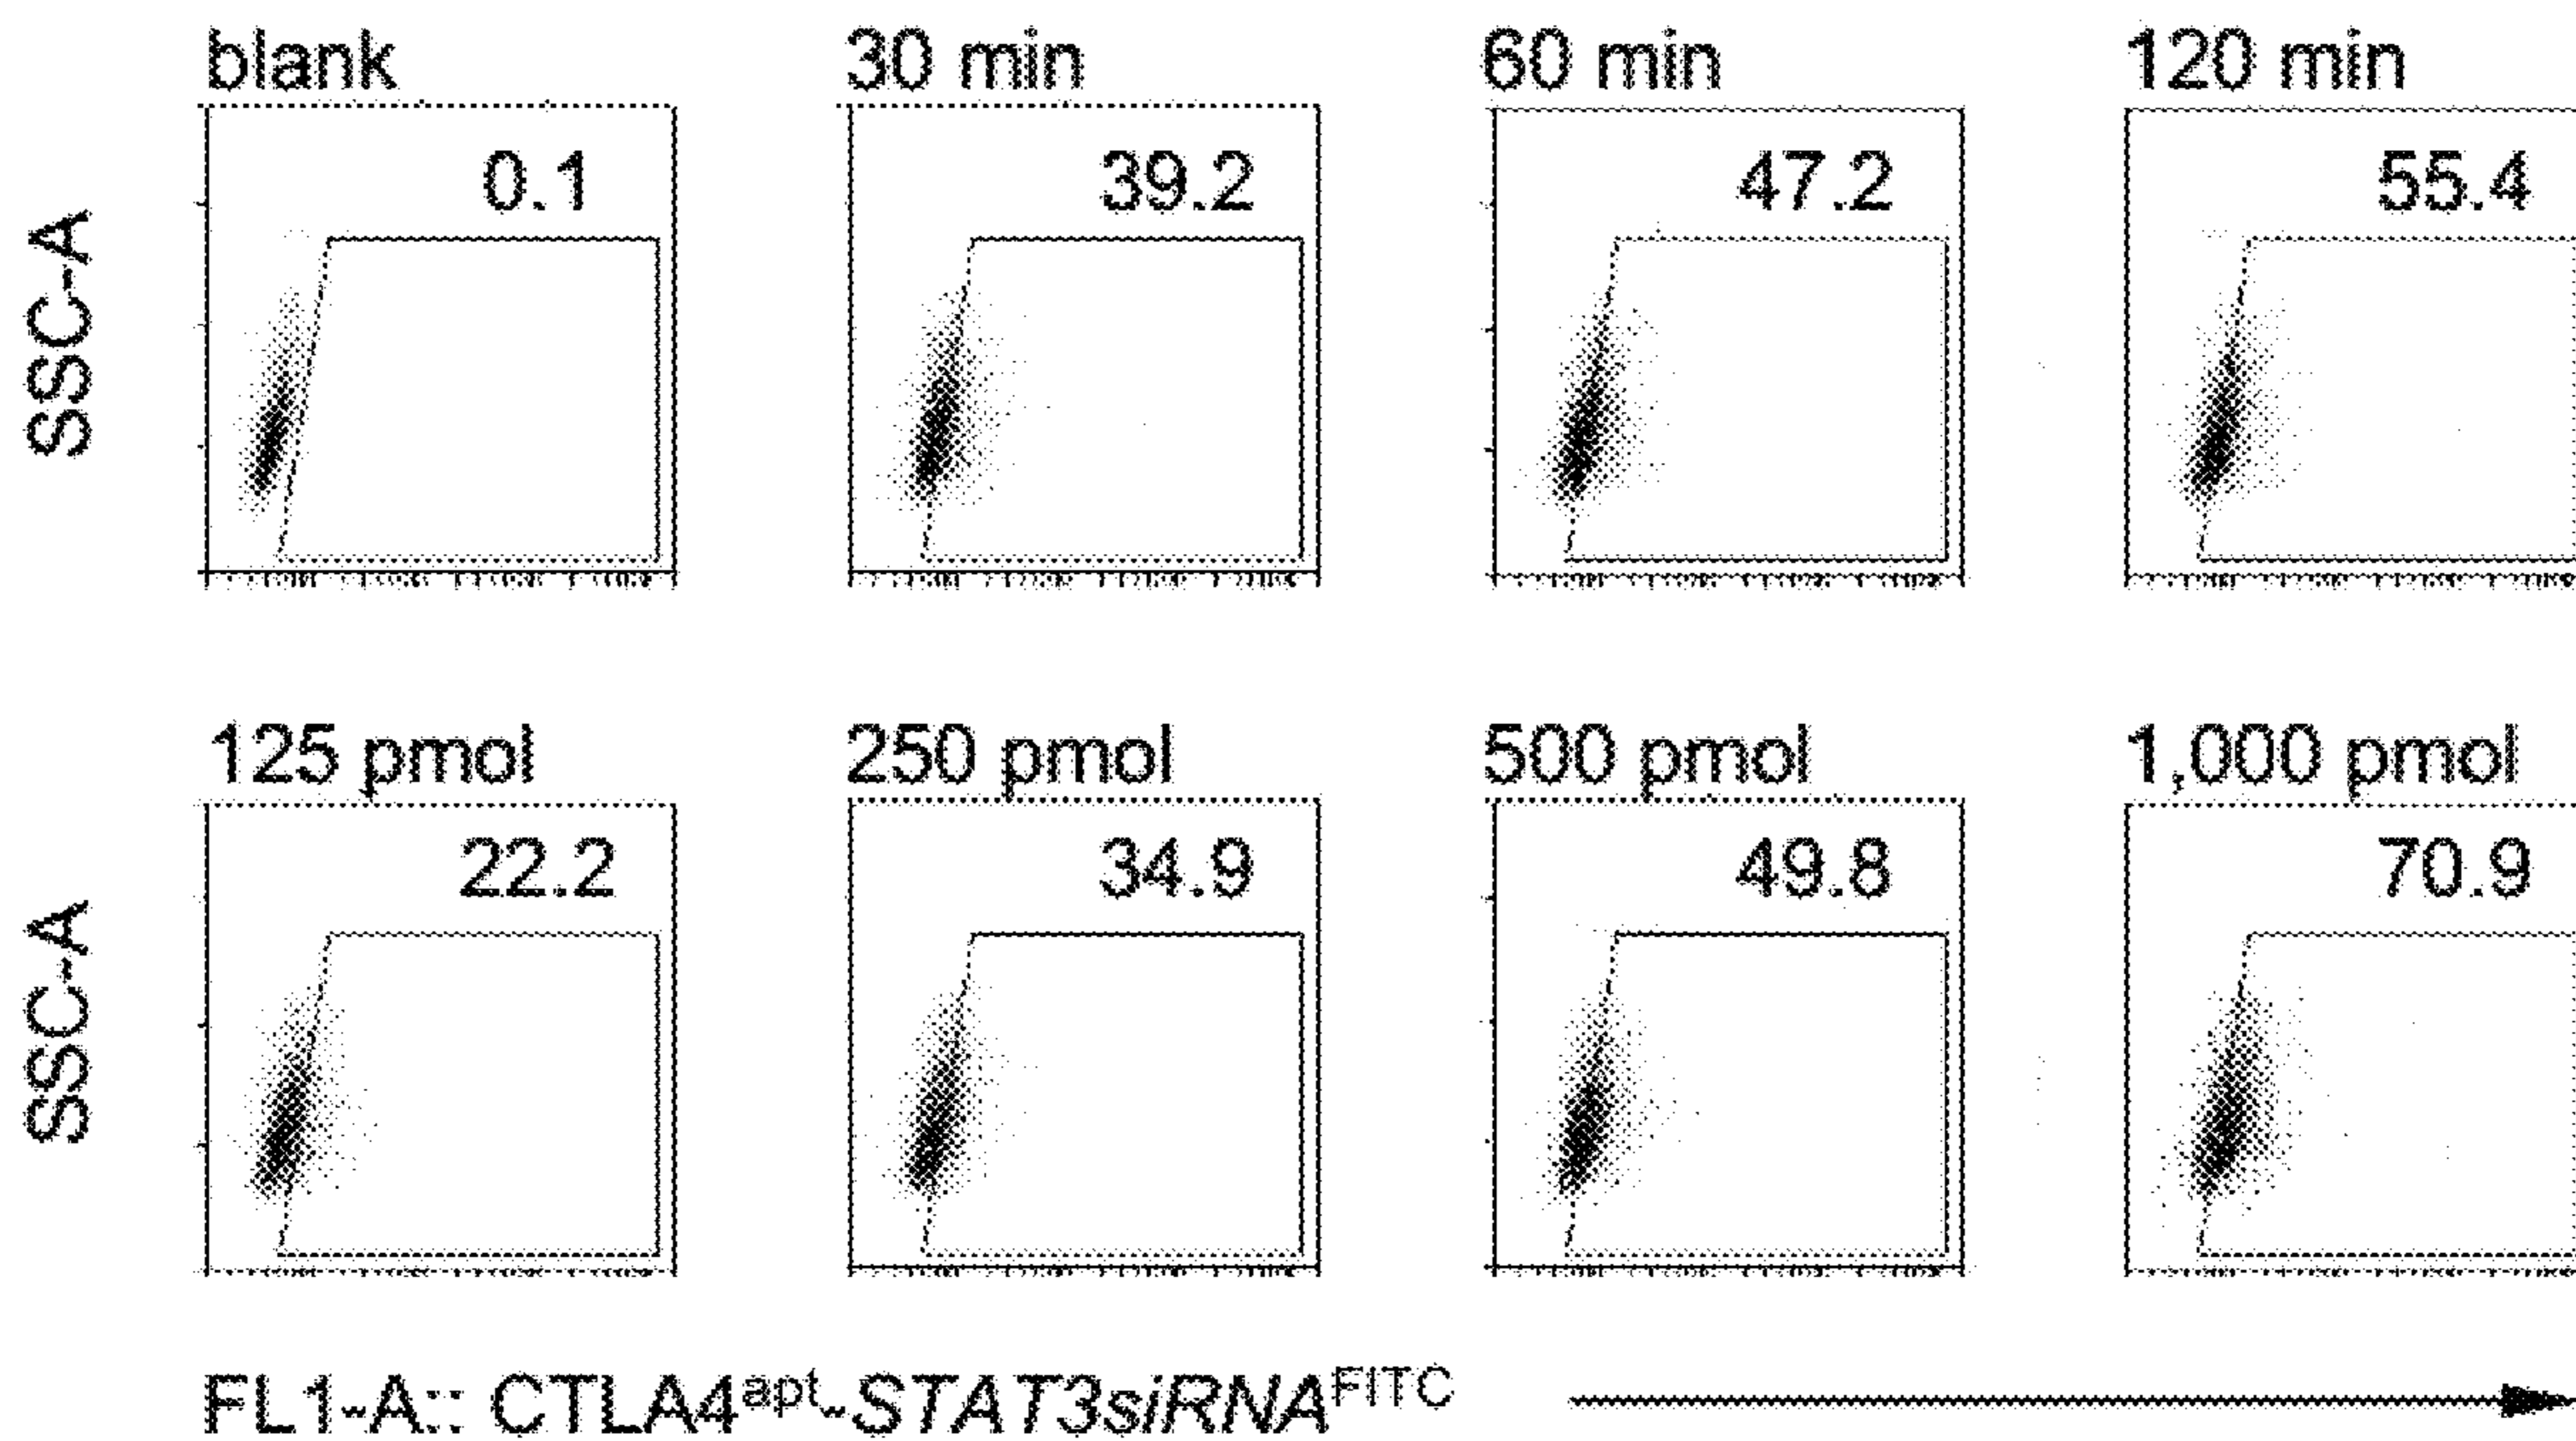 blank 30 min 60 min 120 min
SSC-A
0.1 39.2 47.2 55.4
125 pmol 250 pmol 500 pmol 1,000 pmol
SSC-A
22.2 34.9 49.8 70.9
FL1-A:: CTLA4apt-STAT3siRNAFITC